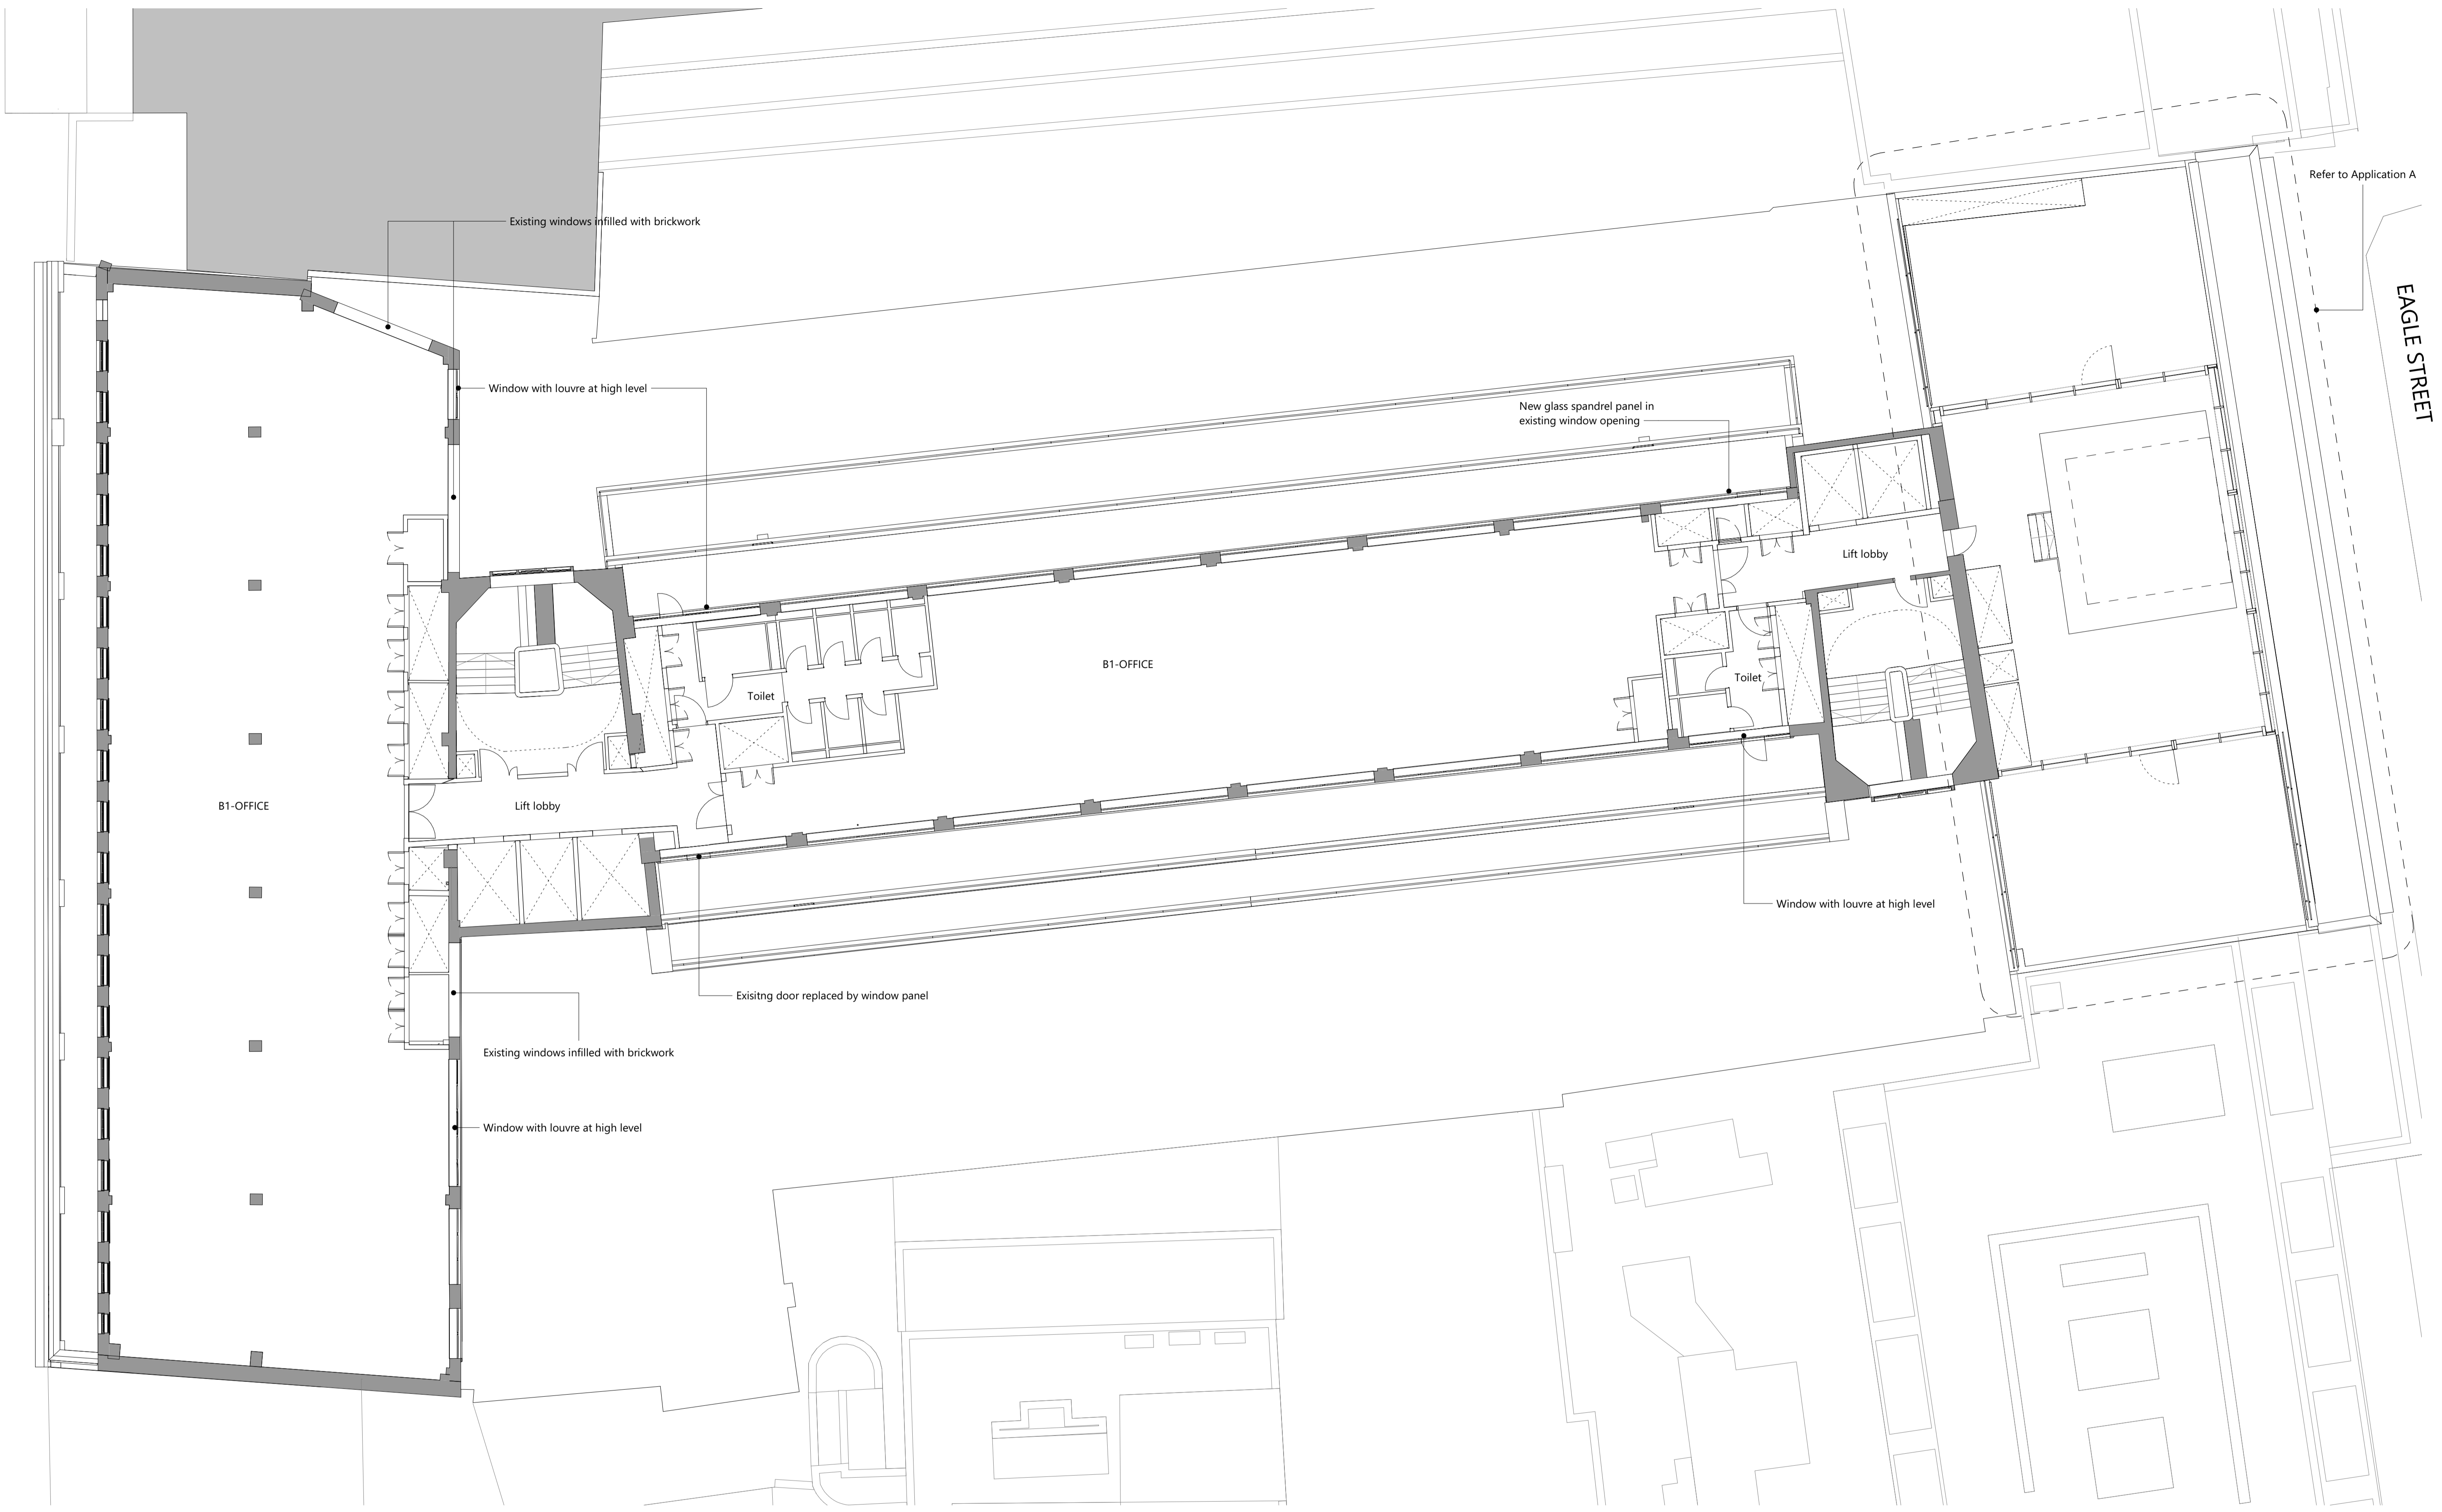 Refer to Application A
Existing windows infilled with brickwork
EAGLE STREET
Window with louvre at high level
New glass spandrel panel in
existing window opening
Lift lobby
B1-OFFICE
Toilet
Toilet
B1-OFFICE
Lift lobby
Window with louvre at high level
Exisitng door replaced by window panel
Existing windows infilled with brickwork
Window with louvre at high level